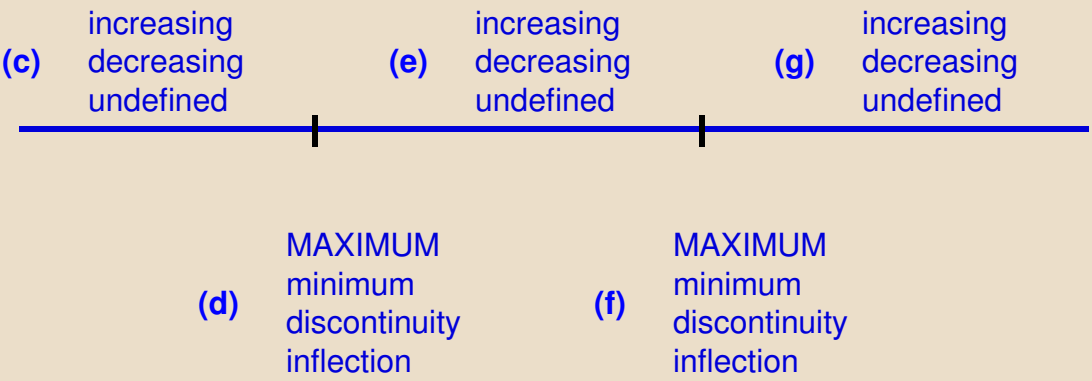 increasing
(c) decreasing
undefined
increasing
(e) decreasing
undefined
increasing
(g) decreasing
undefined
MAXIMUM
minimum
(d)
discontinuity
inflection
MAXIMUM
minimum
(f)
discontinuity
inflection